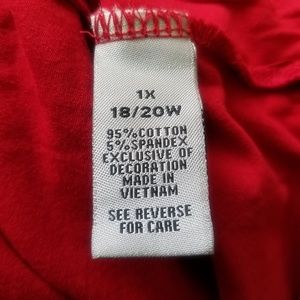 1X
18/20W
95%COTTON
5%SPANDEX
EXCLUSIVE OF
DECORATION
MADE IN
VIETNAM
SEE REVERSE
FOR CARE